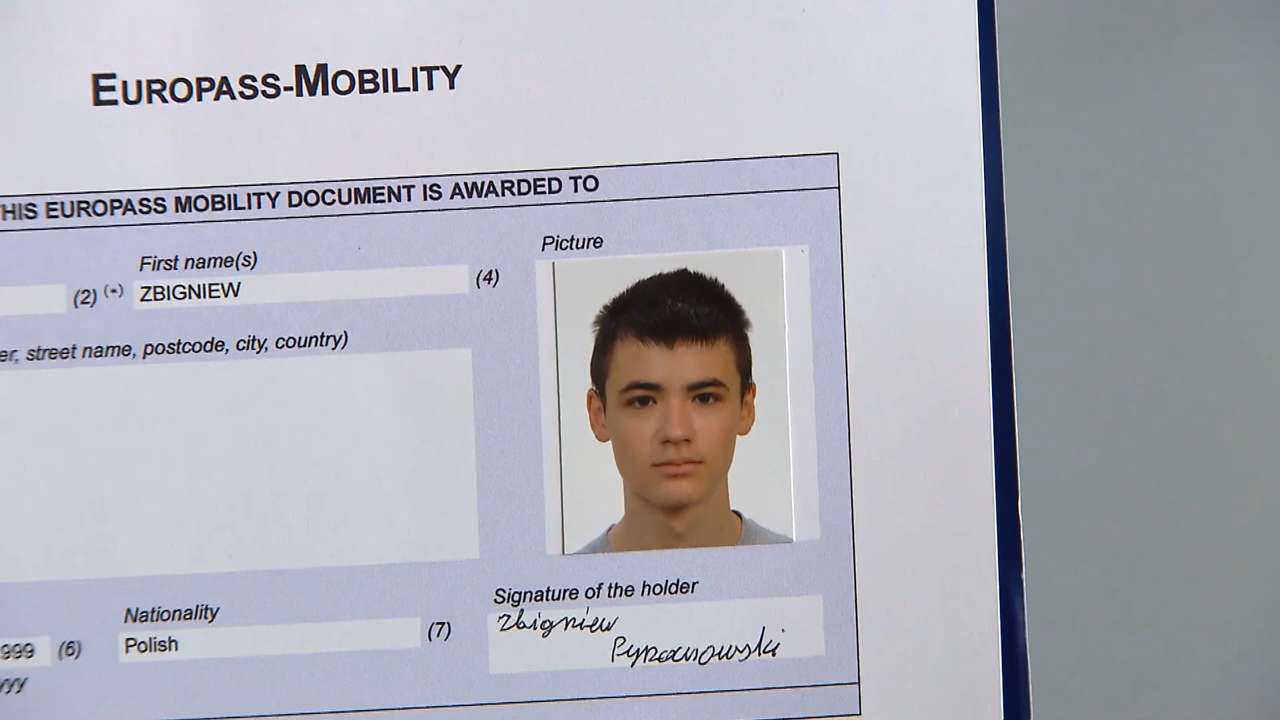 EUROPASS-MOBILITY
THIS EUROPASS MOBILITY DOCUMENT IS AWARDED TO
First name(s)
Picture
(2) (*) ZBIGNIEW (4)
er, street name, postcode, city, country)
Nationality
Signature of the holder
999 (6) Polish (7)
Zbigniew
yyy